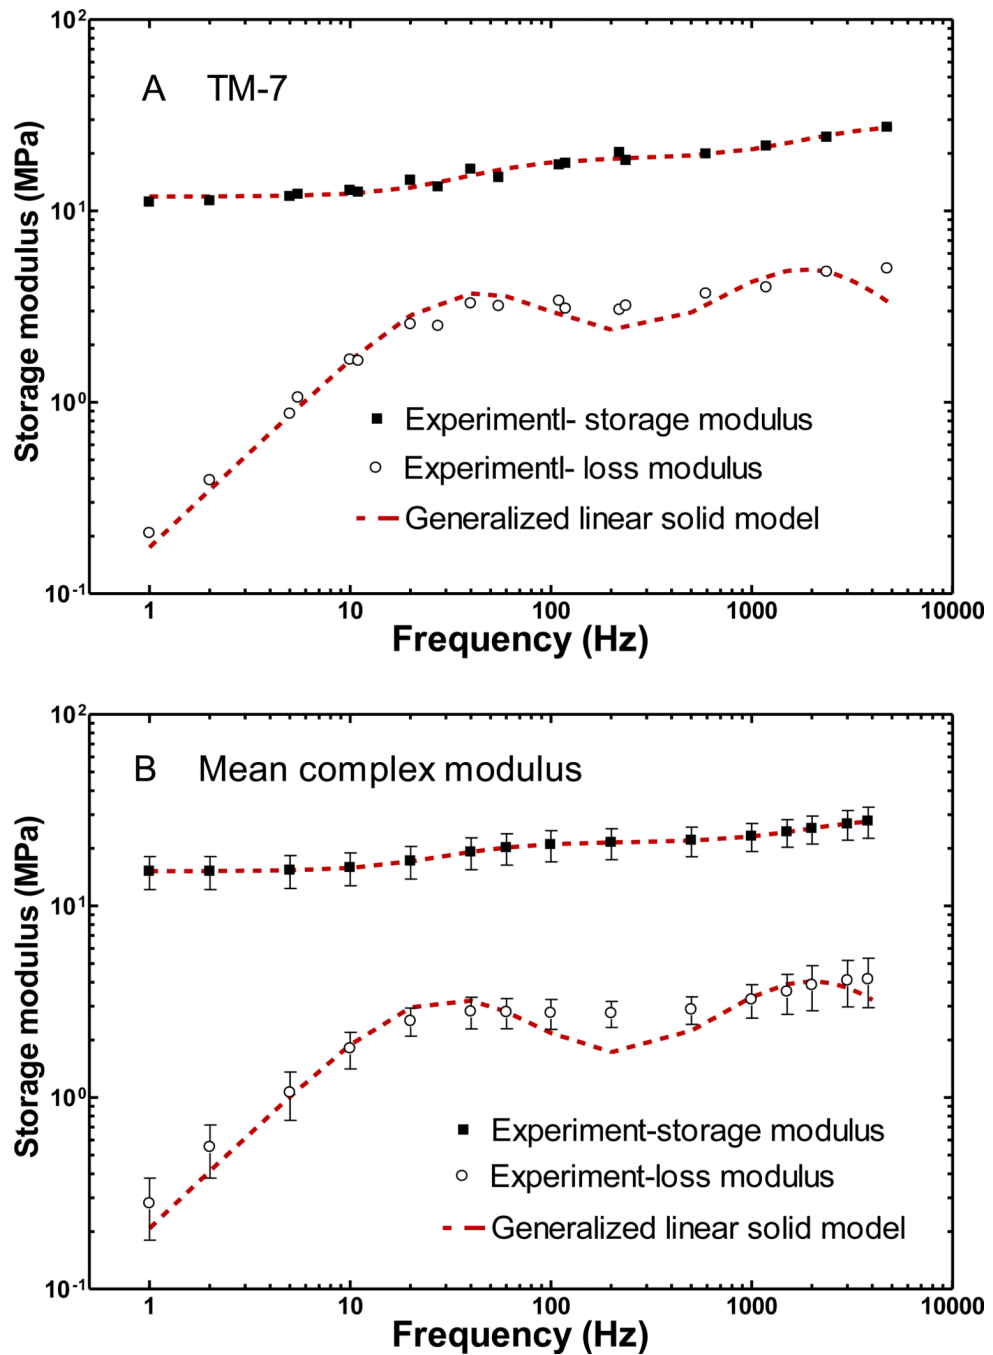 10²
A TM-7
Storage modulus (MPa)
10¹
10⁰
Experimentl- storage modulus
Experimentl- loss modulus
Generalized linear solid model
10⁻¹
1 10 100 1000 10000
Frequency (Hz)
10²
B Mean complex modulus
Storage modulus (MPa)
10¹
10⁰
Experiment-storage modulus
Experiment-loss modulus
Generalized linear solid model
10⁻¹
1 10 100 1000 10000
Frequency (Hz)